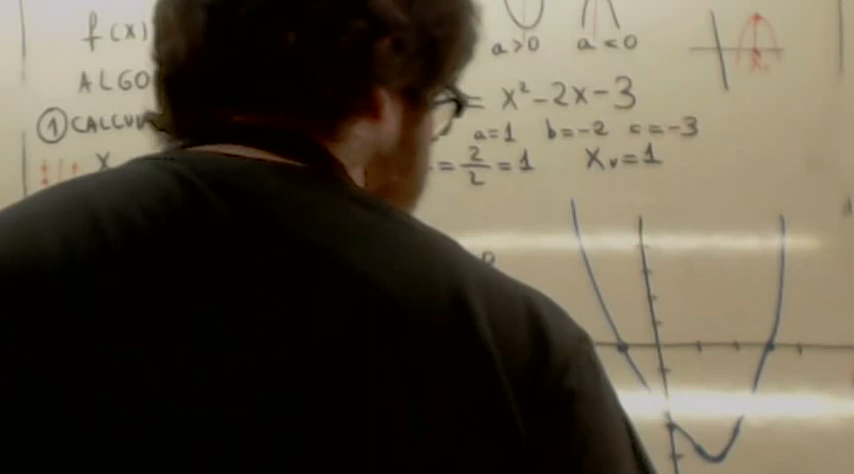 f(x)
a>0 a<0
ALGO
= x² - 2x - 3
① CALCU
a=1 b=-2 c=-3
x = 2/2 = 1 Xᵥ=1